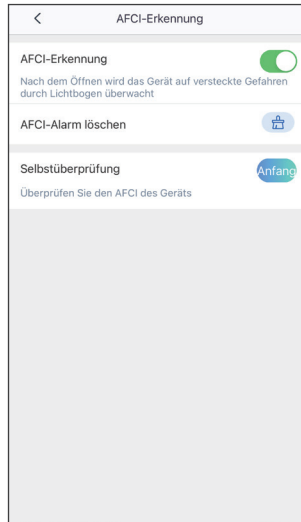 AFCI-Erkennung
AFCI-Erkennung
Nach dem Öffnen wird das Gerät auf versteckte Gefahren
durch Lichtbogen überwacht
AFCI-Alarm löschen
Selbstüberprüfung
Anfang
Überprüfen Sie den AFCI des Geräts